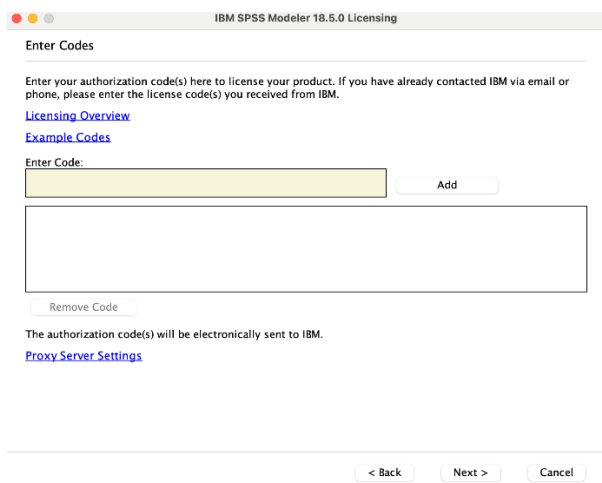 IBM SPSS Modeler 18.5.0 Licensing
Enter Codes
Enter your authorization code(s) here to license your product. If you have already contacted IBM via email or
phone, please enter the license code(s) you received from IBM.
Licensing Overview
Example Codes
Enter Code:
Add
Remove Code
The authorization code(s) will be electronically sent to IBM.
Proxy Server Settings
< Back Next > Cancel